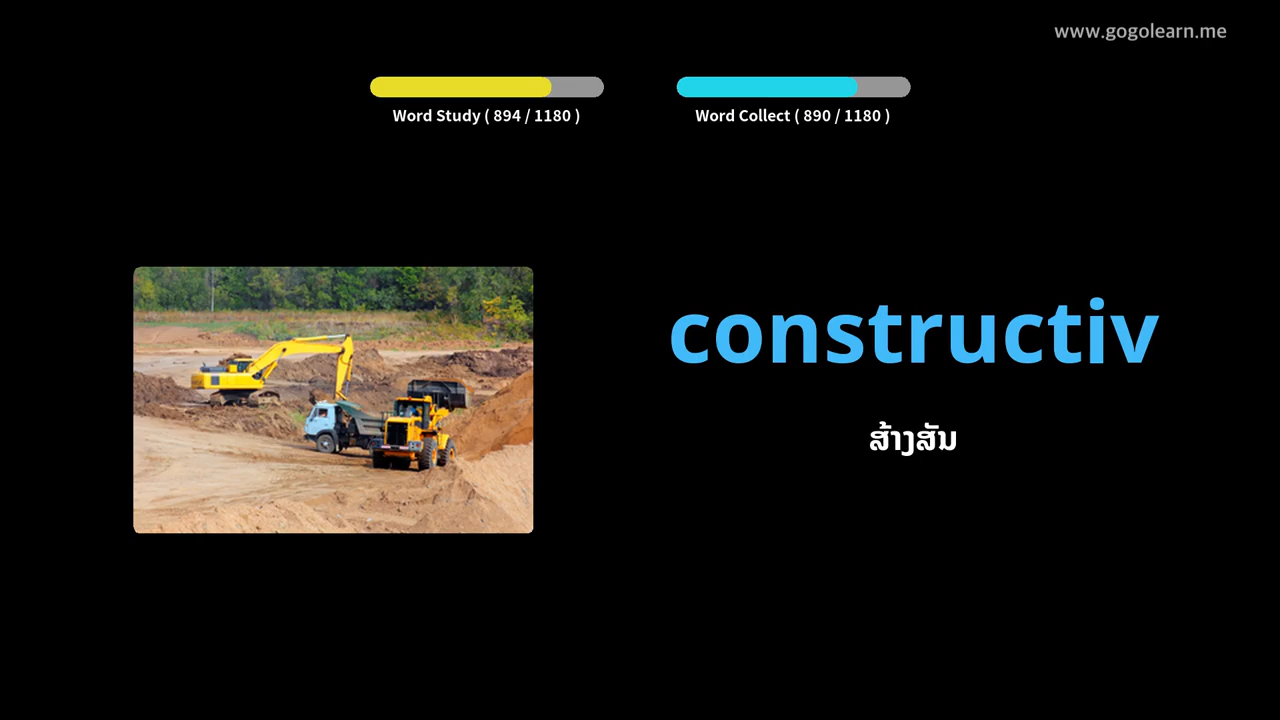 www.gogolearn.me
Word Study ( 894 / 1180 )
Word Collect ( 890 / 1180 )
constructiv
ສ້າງສັນ